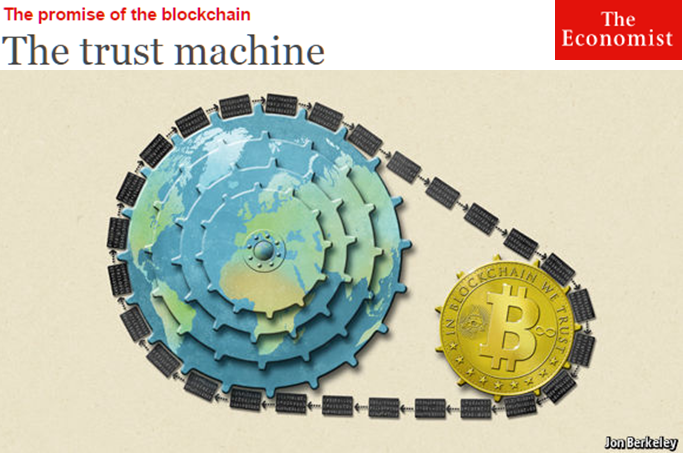 The promise of the blockchain
The trust machine
The
Economist
IN BLOCKCHAIN WE TRUST
Jon Berkeley